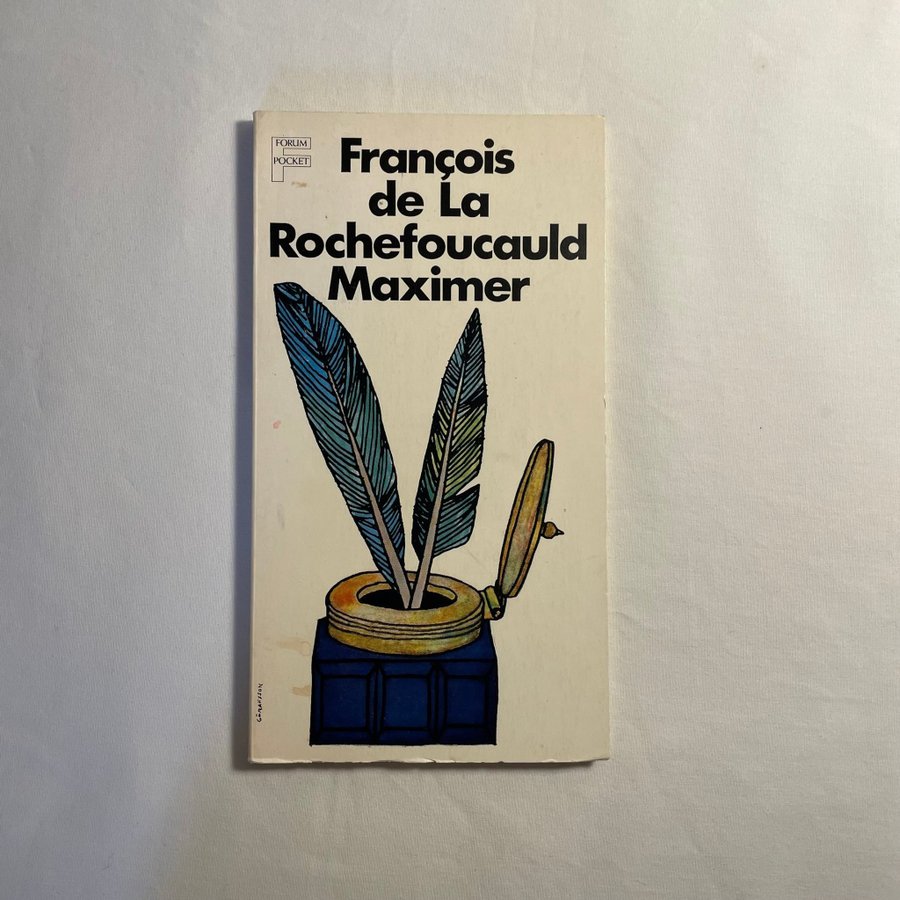 FORUM
POCKET
François
de La
Rochefoucauld
Maximer